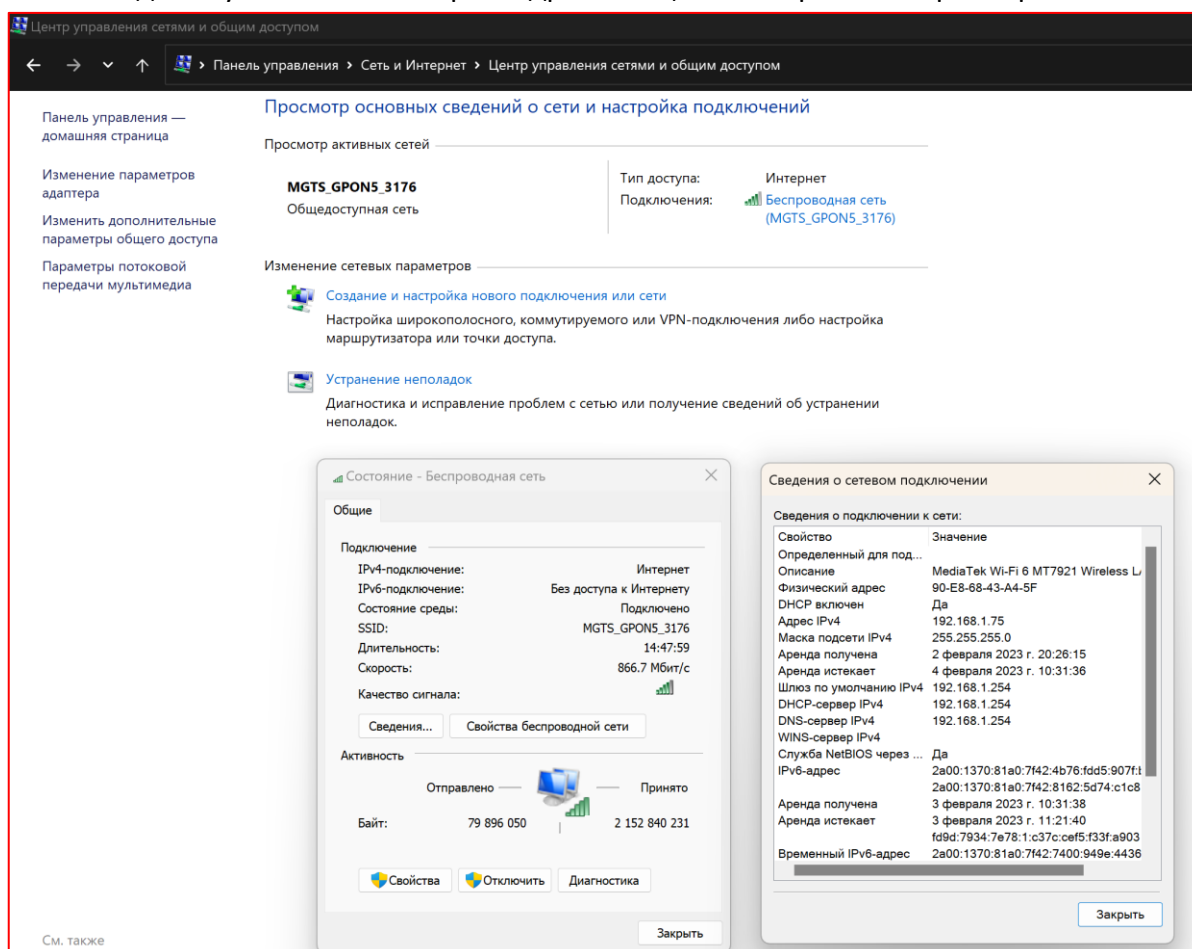 Центр управления сетями и общим доступом
Панель управления > Сеть и Интернет > Центр управления сетями и общим доступом
Панель управления —
домашняя страница
Изменение параметров
адаптера
Изменить дополнительные
параметры общего доступа
Параметры потоковой
передачи мультимедиа
См. также
Просмотр основных сведений о сети и настройка подключений
Просмотр активных сетей
MGTS_GPON5_3176
Общедоступная сеть
Тип доступа: Интернет
Подключения: Беспроводная сеть
(MGTS_GPON5_3176)
Изменение сетевых параметров
Создание и настройка нового подключения или сети
Настройка широкополосного, коммутируемого или VPN-подключения либо настройка
маршрутизатора или точки доступа.
Устранение неполадок
Диагностика и исправление проблем с сетью или получение сведений об устранении
неполадок.
Состояние - Беспроводная сеть
Общие
Подключение
IPv4-подключение: Интернет
IPv6-подключение: Без доступа к Интернету
Состояние среды: Подключено
SSID: MGTS_GPON5_3176
Длительность: 14:47:59
Скорость: 866.7 Мбит/с
Качество сигнала:
Сведения... Свойства беспроводной сети
Активность
Отправлено — — Принято
Байт: 79 896 050 | 2 152 840 231
Свойства Отключить Диагностика
Закрыть
Сведения о сетевом подключении
Сведения о подключении к сети:
Свойство Значение
Определенный для под...
Описание MediaTek Wi-Fi 6 MT7921 Wireless
Физический адрес 90-E8-68-43-A4-5F
DHCP включен Да
Адрес IPv4 192.168.1.75
Маска подсети IPv4 255.255.255.0
Аренда получена 2 февраля 2023 г. 20:26:15
Аренда истекает 4 февраля 2023 г. 10:31:36
Шлюз по умолчанию IPv4 192.168.1.254
DHCP-сервер IPv4 192.168.1.254
DNS-сервер IPv4 192.168.1.254
WINS-сервер IPv4
Служба NetBIOS через ... Да
IPv6-адрес 2a00:1370:81a0:7f42:4b76:fdd5:907f:
2a00:1370:81a0:7f42:8162:5d74:c1c8
Аренда получена 3 февраля 2023 г. 10:31:38
Аренда истекает 3 февраля 2023 г. 11:21:40
fd9d:7934:7e78:1:c37c:cef5:f33f:a903
Временный IPv6-адрес 2a00:1370:81a0:7f42:7400:949e:4436
Закрыть